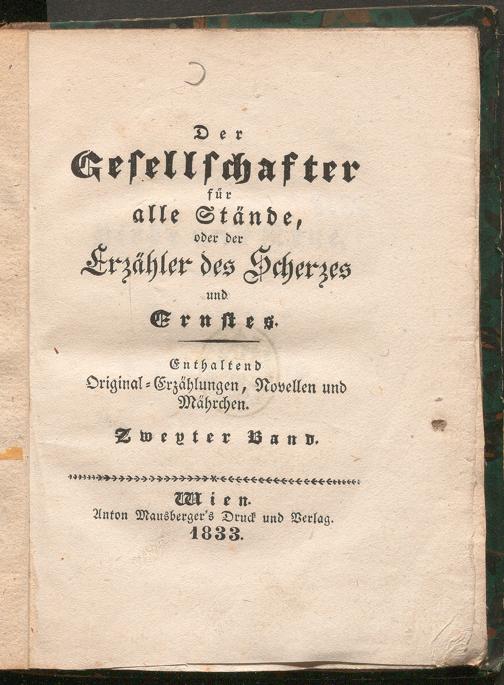 Der
Gesellschafter
für
alle Stände,
oder der
Erzähler des Scherzes
und
Ernstes.
Enthaltend
Original-Erzählungen, Novellen und
Mährchen.
Zweyter Band.
Wien.
Anton Mausberger's Druck und Verlag.
1833.